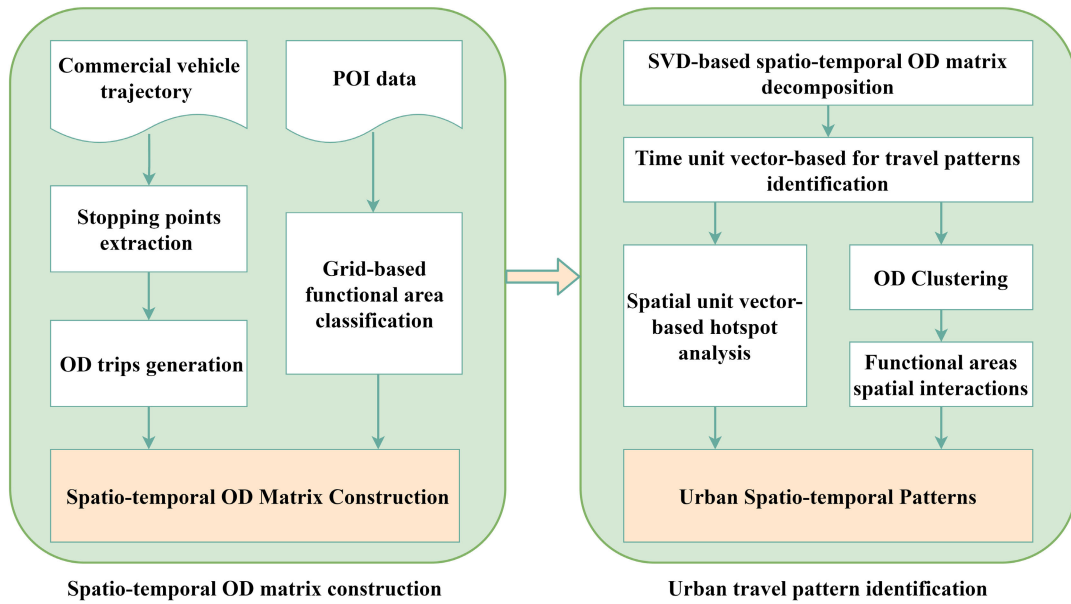 Commercial vehicle
trajectory
POI data
Stopping points
extraction
Grid-based
functional area
classification
OD trips generation
Spatio-temporal OD Matrix Construction
Spatio-temporal OD matrix construction
SVD-based spatio-temporal OD matrix
decomposition
Time unit vector-based for travel patterns
identification
Spatial unit vector-
based hotspot
analysis
OD Clustering
Functional areas
spatial interactions
Urban Spatio-temporal Patterns
Urban travel pattern identification